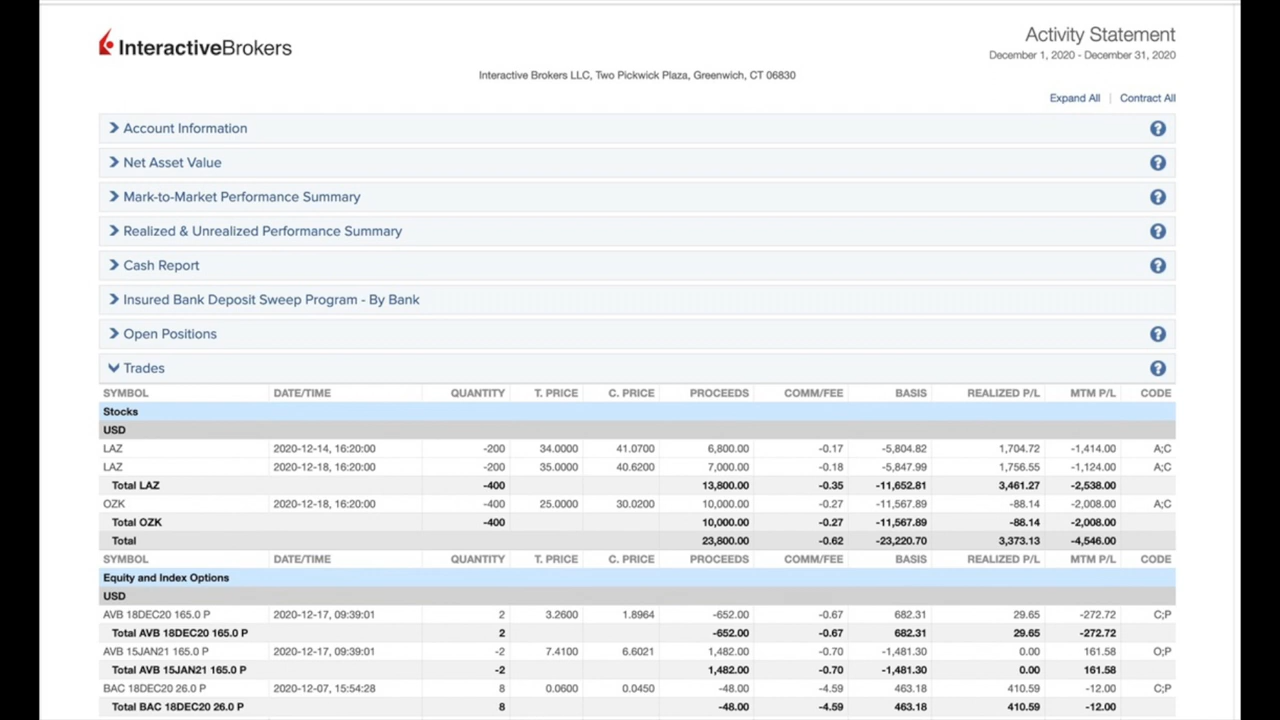 InteractiveBrokers
Activity Statement
December 1, 2020 - December 31, 2020
Interactive Brokers LLC, Two Pickwick Plaza, Greenwich, CT 06830
Expand All | Contract All
Account Information
Net Asset Value
Mark-to-Market Performance Summary
Realized & Unrealized Performance Summary
Cash Report
Insured Bank Deposit Sweep Program - By Bank
Open Positions
Trades
SYMBOL DATE/TIME QUANTITY T. PRICE C. PRICE PROCEEDS COMM/FEE BASIS REALIZED P/L MTM P/L CODE
Stocks
USD
LAZ 2020-12-14, 16:20:00 -200 34.0000 41.0700 6,800.00 -0.17 -5,804.82 1,704.72 -1,414.00 A;C
LAZ 2020-12-18, 16:20:00 -200 35.0000 40.6200 7,000.00 -0.18 -5,847.99 1,756.55 -1,124.00 A;C
Total LAZ -400 13,800.00 -0.35 -11,652.81 3,461.27 -2,538.00
OZK 2020-12-18, 16:20:00 -400 25.0000 30.0200 10,000.00 -0.27 -11,567.89 -88.14 -2,008.00 A;C
Total OZK -400 10,000.00 -0.27 -11,567.89 -88.14 -2,008.00
Total 23,800.00 -0.62 -23,220.70 3,373.13 -4,546.00
SYMBOL DATE/TIME QUANTITY T. PRICE C. PRICE PROCEEDS COMM/FEE BASIS REALIZED P/L MTM P/L CODE
Equity and Index Options
USD
AVB 18DEC20 165.0 P 2020-12-17, 09:39:01 2 3.2600 1.8964 -652.00 -0.67 682.31 29.65 -272.72 C;P
Total AVB 18DEC20 165.0 P 2 -652.00 -0.67 682.31 29.65 -272.72
AVB 15JAN21 165.0 P 2020-12-17, 09:39:01 -2 7.4100 6.6021 1,482.00 -0.70 -1,481.30 0.00 161.58 O;P
Total AVB 15JAN21 165.0 P -2 1,482.00 -0.70 -1,481.30 0.00 161.58
BAC 18DEC20 26.0 P 2020-12-07, 15:54:28 8 0.0600 0.0450 -48.00 -4.59 463.18 410.59 -12.00 C;P
Total BAC 18DEC20 26.0 P 8 -48.00 -4.59 463.18 410.59 -12.00